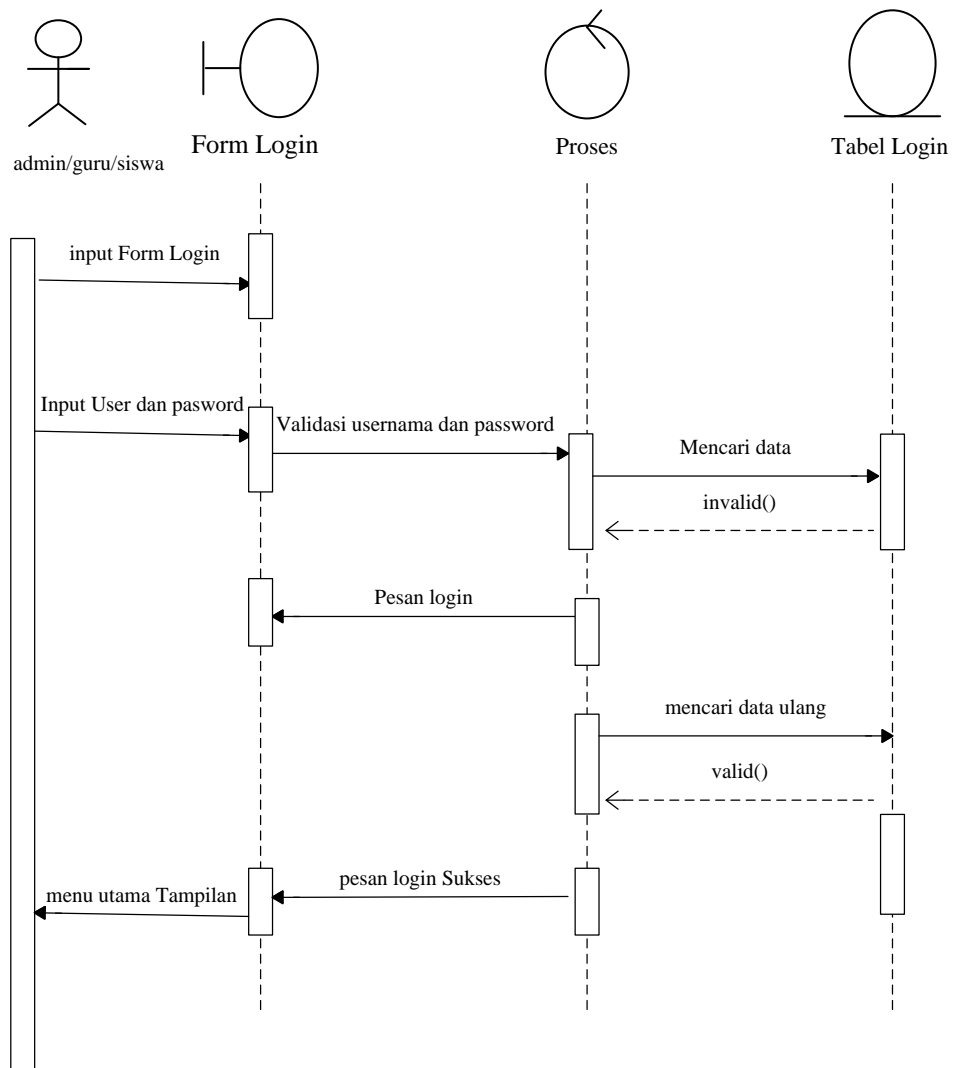 admin/guru/siswa
Form Login
Proses
Tabel Login
input Form Login
Input User dan pasword
Validasi usernama dan password
Mencari data
invalid()
Pesan login
mencari data ulang
valid()
pesan login Sukses
menu utama Tampilan